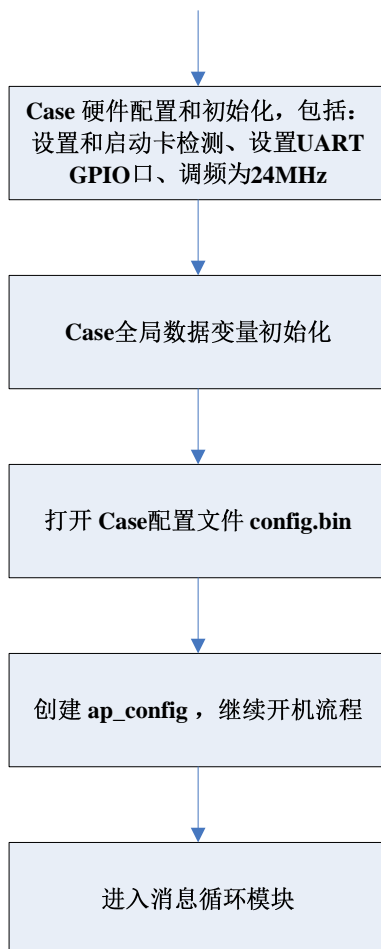 Case 硬件配置和初始化，包括：
设置和启动卡检测、设置UART
GPIO口、调频为24MHz
Case全局数据变量初始化
打开 Case配置文件 config.bin
创建 ap_config ，继续开机流程
进入消息循环模块